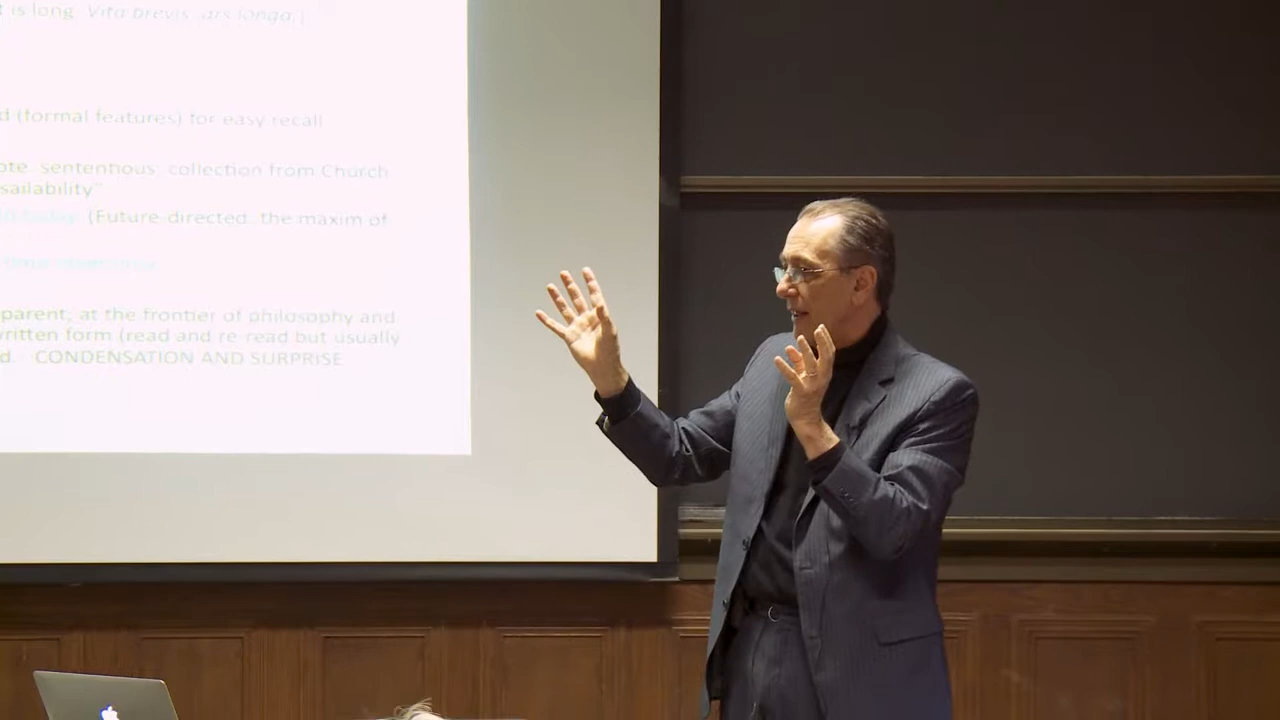 t is long. Vita brevis, ars longa.)
d (formal features) for easy recall
ote, sententious, collection from Church
sailability"
today. (Future-directed: the maxim of
parent; at the frontier of philosophy and
written form (read and re-read but usually
d. CONDENSATION AND SURPRISE